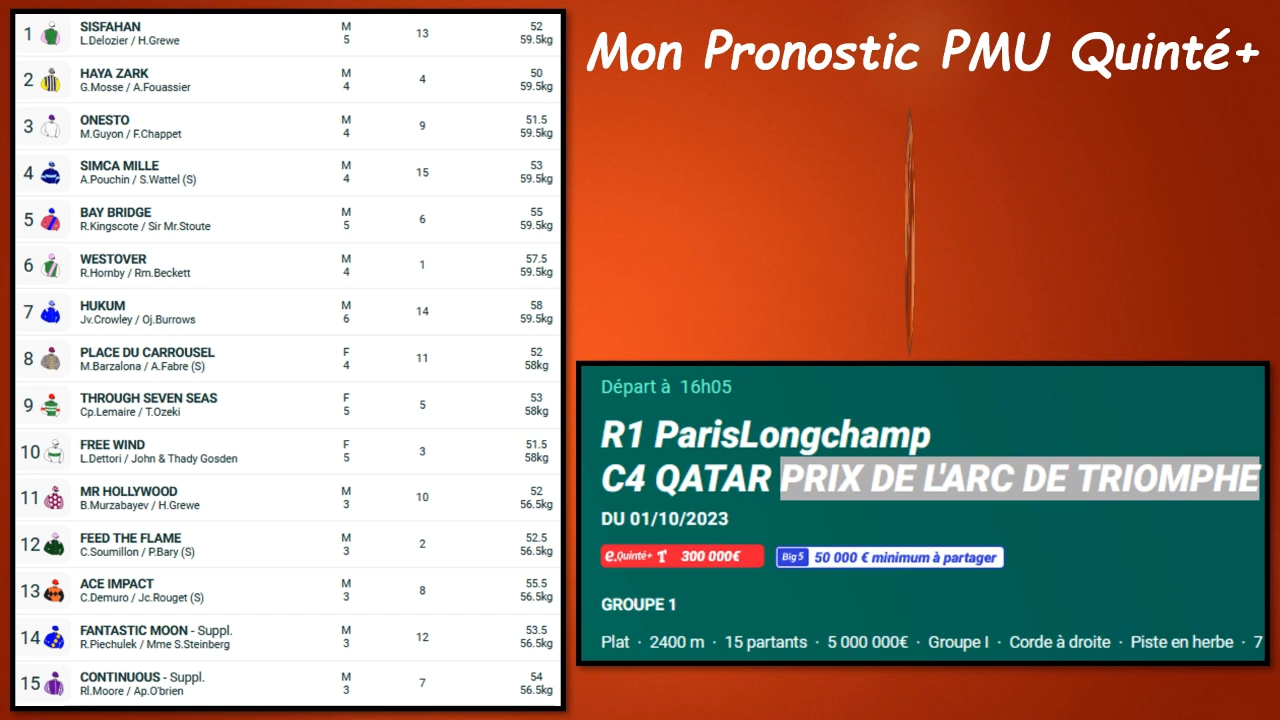 1 SISFAHAN M 13 52
L.Delozier / H.Grewe 5 59.5kg
2 HAYA ZARK M 4 50
G.Mosse / A.Fouassier 4 59.5kg
3 ONESTO M 9 51.5
M.Guyon / F.Chappet 4 59.5kg
4 SIMCA MILLE M 15 53
A.Pouchin / S.Wattel (S) 4 59.5kg
5 BAY BRIDGE M 6 55
R.Kingscote / Sir Mr.Stoute 5 59.5kg
6 WESTOVER M 1 57.5
R.Hornby / Rm.Beckett 4 59.5kg
7 HUKUM M 14 58
Jv.Crowley / Oj.Burrows 6 59.5kg
8 PLACE DU CARROUSEL F 11 52
M.Barzalona / A.Fabre (S) 4 58kg
9 THROUGH SEVEN SEAS F 5 53
Cp.Lemaire / T.Ozeki 5 58kg
10 FREE WIND F 3 51.5
L.Dettori / John & Thady Gosden 5 58kg
11 MR HOLLYWOOD M 10 52
B.Murzabayev / H.Grewe 3 56.5kg
12 FEED THE FLAME M 2 52.5
C.Soumillon / P.Bary (S) 3 56.5kg
13 ACE IMPACT M 8 55.5
C.Demuro / Jc.Rouget (S) 3 56.5kg
14 FANTASTIC MOON - Suppl. M 12 53.5
R.Piechulek / Mme S.Steinberg 3 56.5kg
15 CONTINUOUS - Suppl. M 7 54
Rl.Moore / Ap.O'brien 3 56.5kg
Mon Pronostic PMU Quinté+
Départ à 16h05
R1 ParisLongchamp
C4 QATAR PRIX DE L'ARC DE TRIOMPHE
DU 01/10/2023
e.Quinté+ T 300 000€ Big5 50 000 € minimum à partager
GROUPE 1
Plat · 2400 m · 15 partants · 5 000 000€ · Groupe I · Corde à droite · Piste en herbe · 7